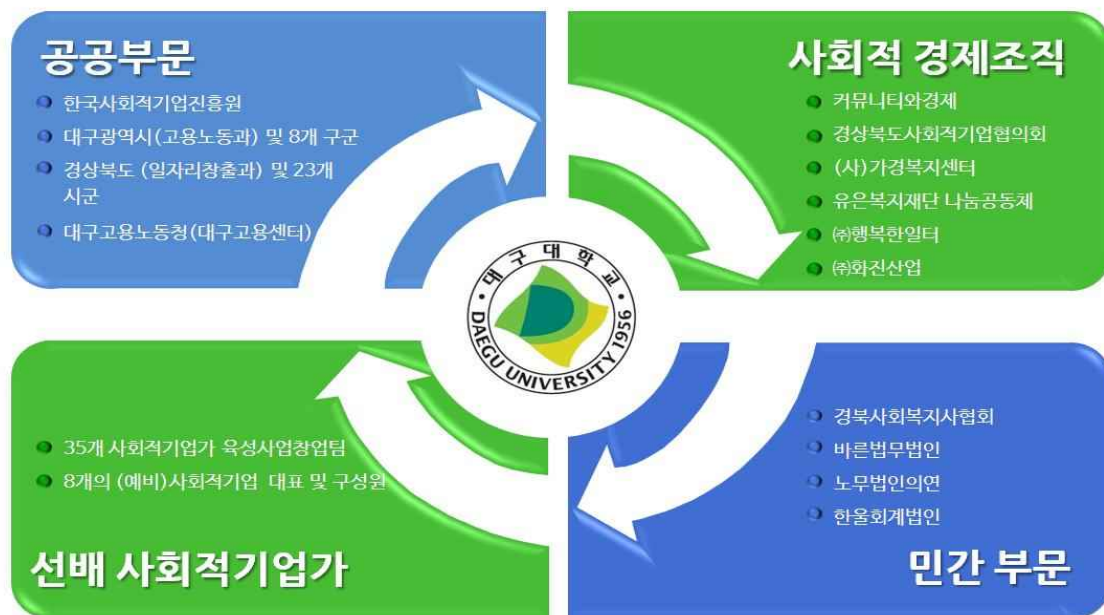 공공부문
한국사회적기업진흥원
대구광역시(고용노동과) 및 8개 구군
경상북도 (일자리창출과) 및 23개
시군
대구고용노동청(대구고용센터)
사회적 경제조직
커뮤니티와경제
경상북도사회적기업협의회
(사)가경복지센터
유은복지재단 나눔공동체
㈜행복한일터
㈜화진산업
대구대학교
DAEGU UNIVERSITY 1956
35개 사회적기업가 육성사업창업팀
8개의 (예비)사회적기업 대표 및 구성원
선배 사회적기업가
경북사회복지사협회
바른법무법인
노무법인의연
한울회계법인
민간 부문